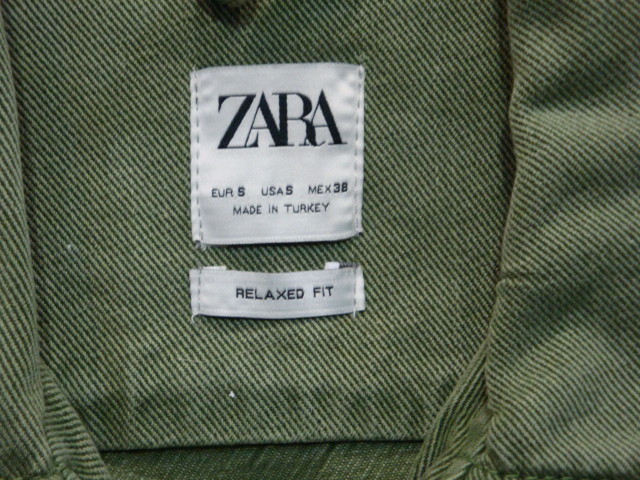 ZARA
EUR S USA S MEX 38
MADE IN TURKEY
RELAXED FIT